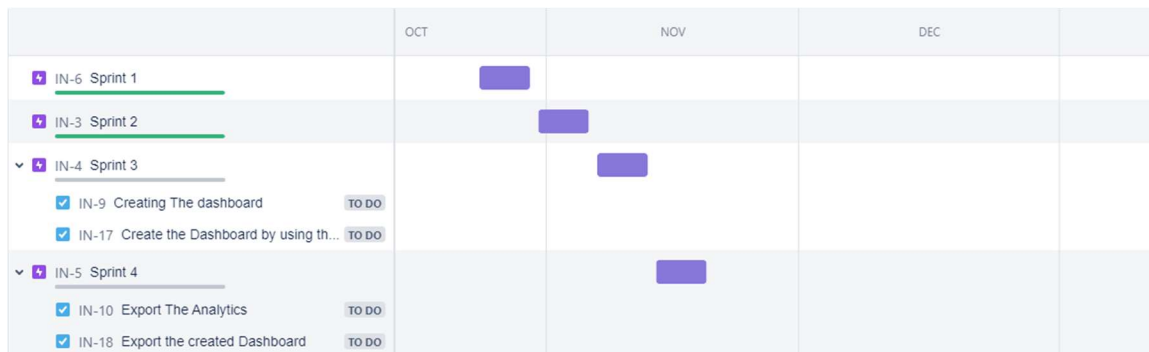 OCT NOV DEC
IN-6 Sprint 1
IN-3 Sprint 2
IN-4 Sprint 3
IN-9 Creating The dashboard TO DO
IN-17 Create the Dashboard by using th... TO DO
IN-5 Sprint 4
IN-10 Export The Analytics TO DO
IN-18 Export the created Dashboard TO DO